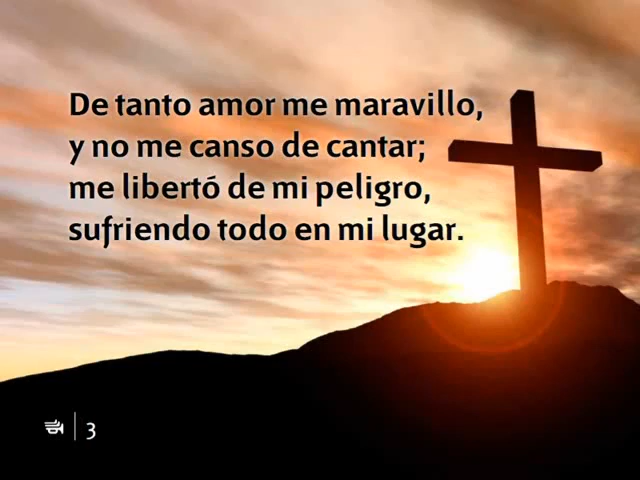 De tanto amor me maravillo,
y no me canso de cantar;
me libertó de mi peligro,
sufriendo todo en mi lugar.
3